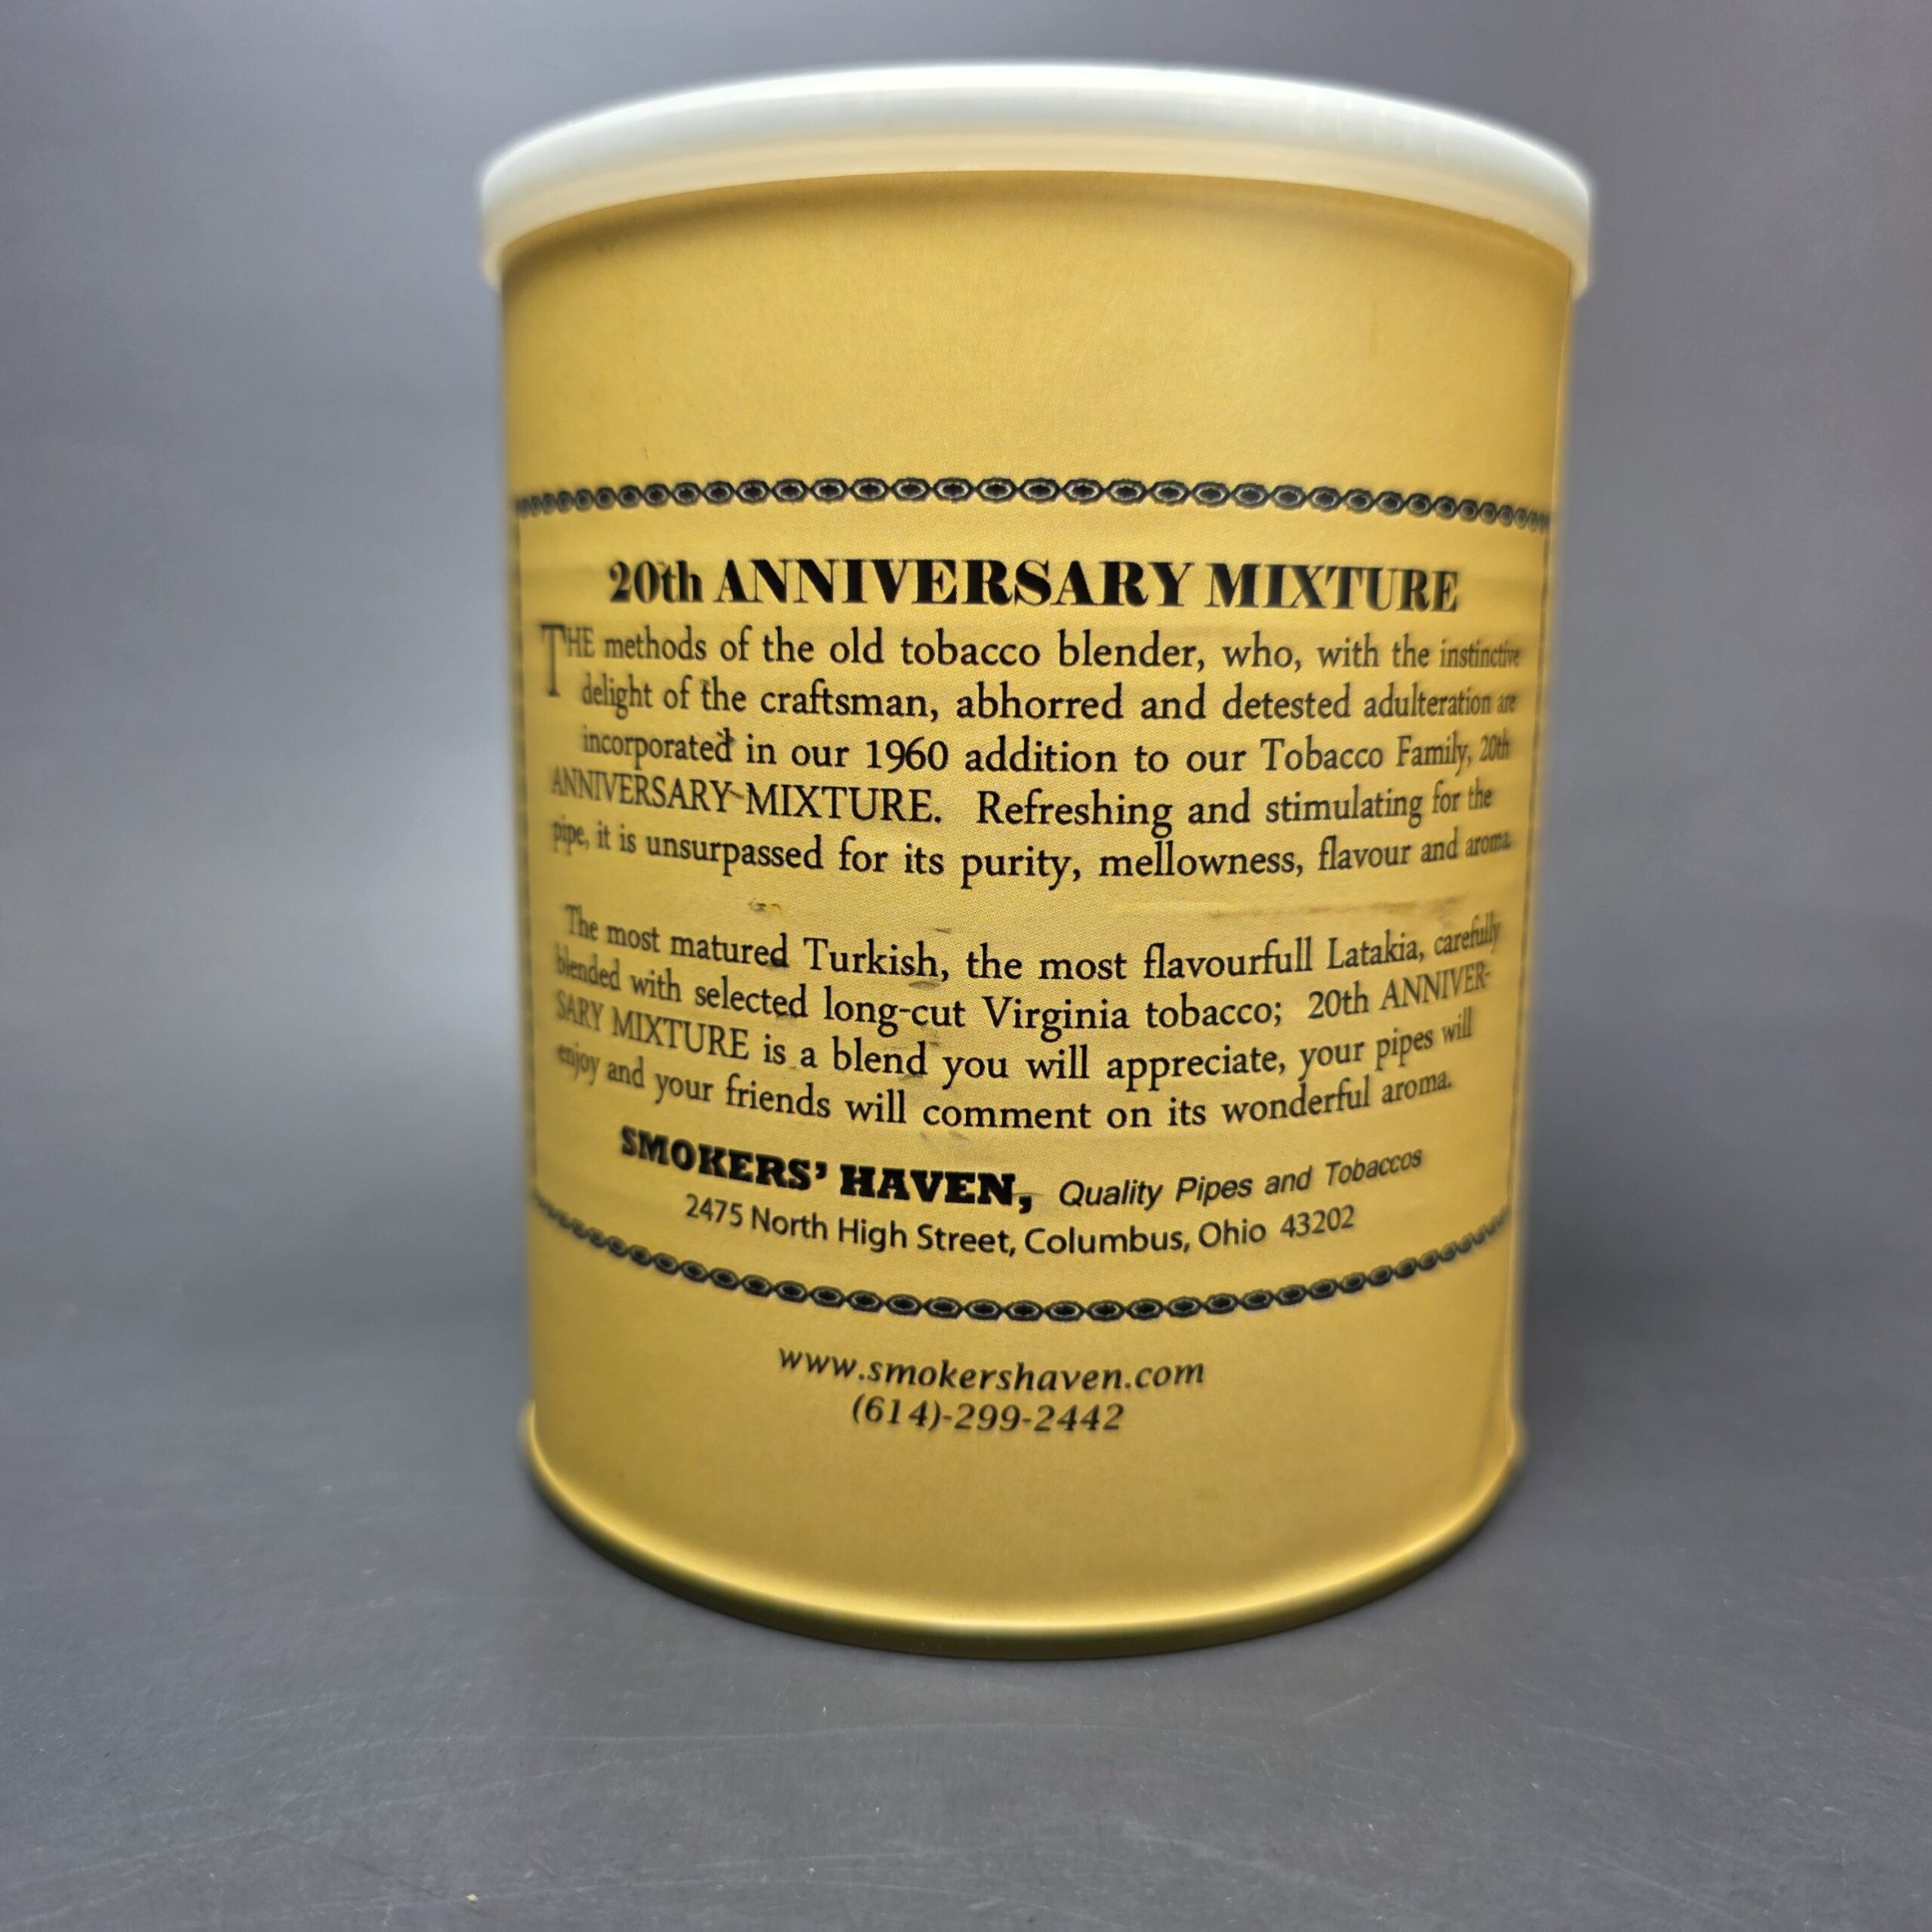 20th ANNIVERSARY MIXTURE
THE methods of the old tobacco blender, who, with the instinctive
delight of the craftsman, abhorred and detested adulteration are
incorporated in our 1960 addition to our Tobacco Family, 20th
ANNIVERSARY MIXTURE. Refreshing and stimulating for the
pipe, it is unsurpassed for its purity, mellowness, flavour and aroma.
The most matured Turkish, the most flavourfull Latakia, carefully
blended with selected long-cut Virginia tobacco; 20th ANNIVER-
SARY MIXTURE is a blend you will appreciate, your pipes will
enjoy and your friends will comment on its wonderful aroma.
SMOKERS' HAVEN, Quality Pipes and Tobaccos
2475 North High Street, Columbus, Ohio 43202
www.smokershaven.com
(614)-299-2442